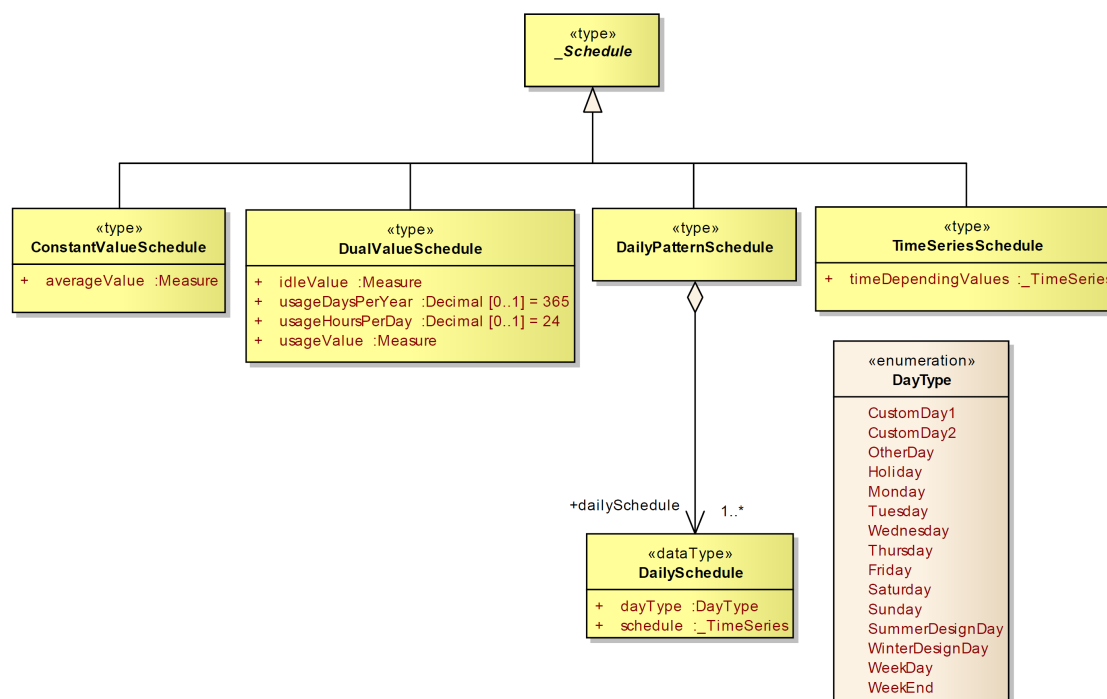 «type»
_Schedule
«type»
ConstantValueSchedule
+ averageValue :Measure
«type»
DualValueSchedule
+ idleValue :Measure
+ usageDaysPerYear :Decimal [0..1] = 365
+ usageHoursPerDay :Decimal [0..1] = 24
+ usageValue :Measure
«type»
DailyPatternSchedule
«type»
TimeSeriesSchedule
+ timeDependingValues :_TimeSeries
+dailySchedule
1..*
«dataType»
DailySchedule
+ dayType :DayType
+ schedule :_TimeSeries
«enumeration»
DayType
CustomDay1
CustomDay2
OtherDay
Holiday
Monday
Tuesday
Wednesday
Thursday
Friday
Saturday
Sunday
SummerDesignDay
WinterDesignDay
WeekDay
WeekEnd